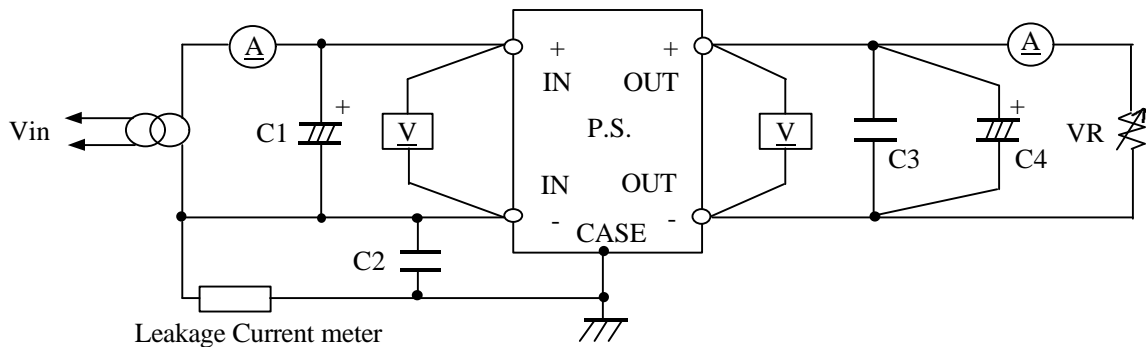 A
+
+
A
IN
OUT
Vin
C1
+
V
P.S.
V
C3
+
C4
VR
IN
OUT
-
-
CASE
C2
Leakage Current meter